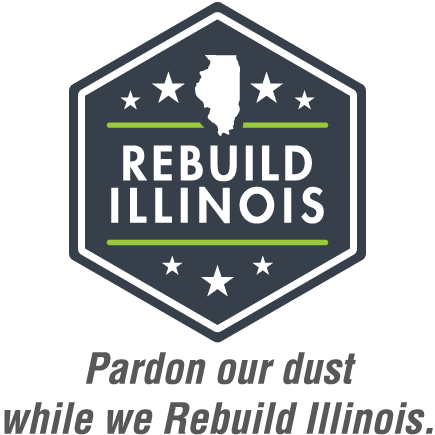 REBUILD
ILLINOIS
Pardon our dust
while we Rebuild Illinois.